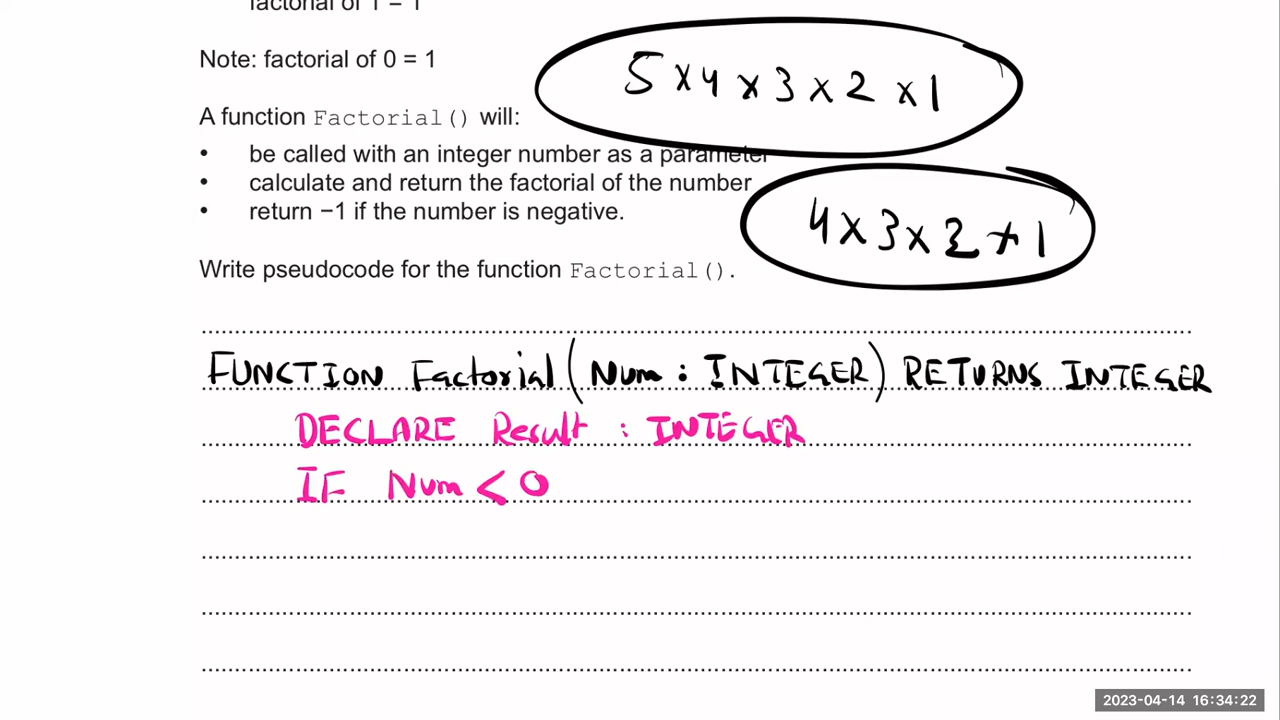 factorial of 1 = 1
Note: factorial of 0 = 1
5 x 4 x 3 x 2 x 1
A function Factorial() will:
• be called with an integer number as a parameter
• calculate and return the factorial of the number
• return −1 if the number is negative.
4 x 3 x 2 x 1
Write pseudocode for the function Factorial().
FUNCTION Factorial (Num : INTEGER) RETURNS INTEGER
DECLARE Result : INTEGER
IF Num < 0
2023-04-14 16:34:22